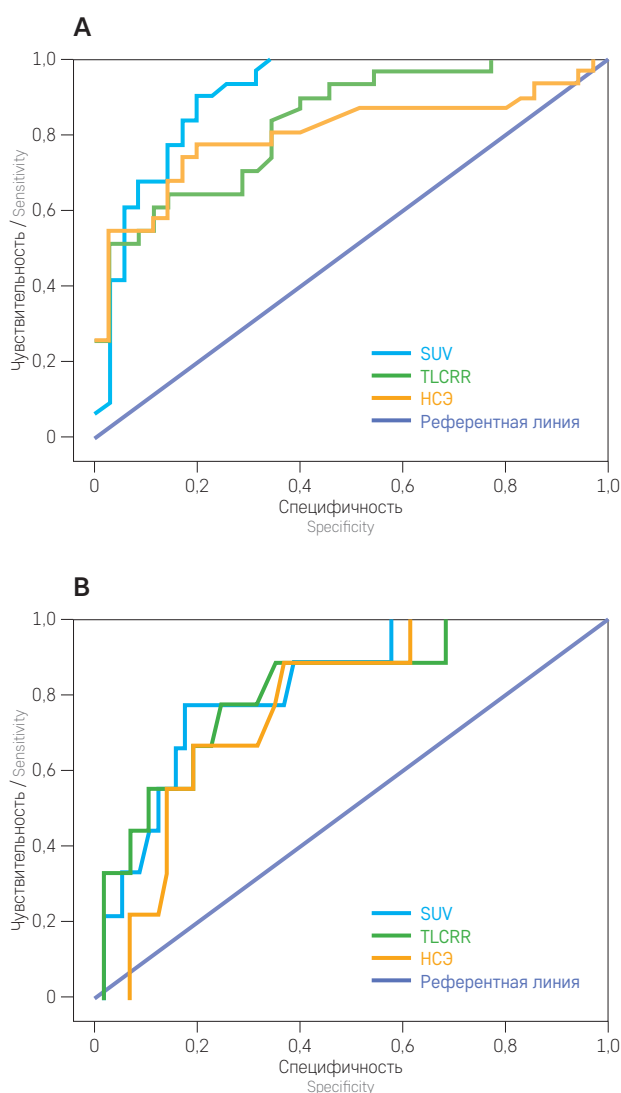 A
1,0
0,8
0,6
0,4
0,2
0
Чувствительность / Sensitivity
SUV
TLCRR
НСЭ
Референтная линия
0 0,2 0,4 0,6 0,8 1,0
Специфичность
Specificity
B
1,0
0,8
0,6
0,4
0,2
0
Чувствительность / Sensitivity
SUV
TLCRR
НСЭ
Референтная линия
0 0,2 0,4 0,6 0,8 1,0
Специфичность
Specificity